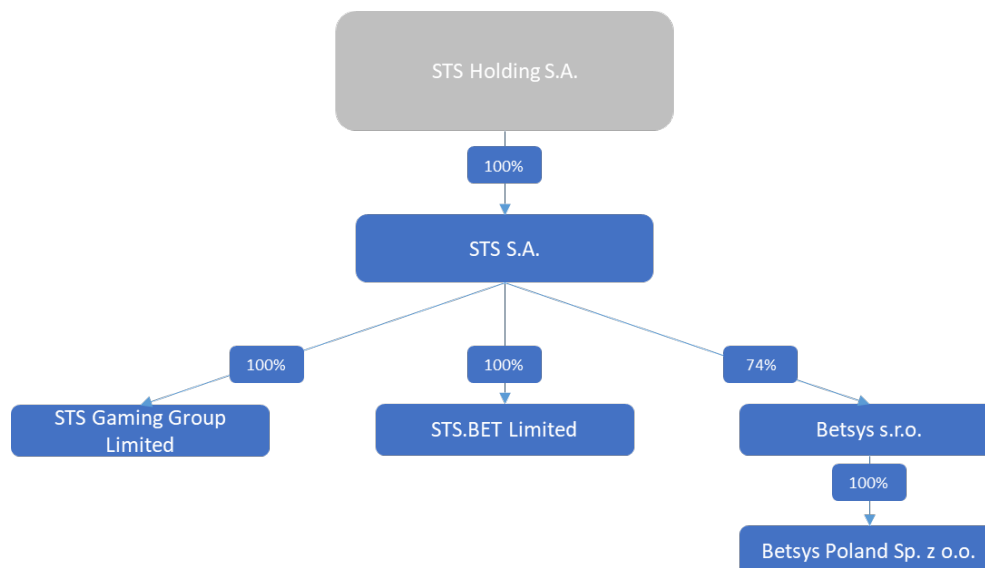 STS Holding S.A.
100%
STS S.A.
100%
100%
74%
STS Gaming Group
Limited
STS.BET Limited
Betsys s.r.o.
100%
Betsys Poland Sp. z o.o.